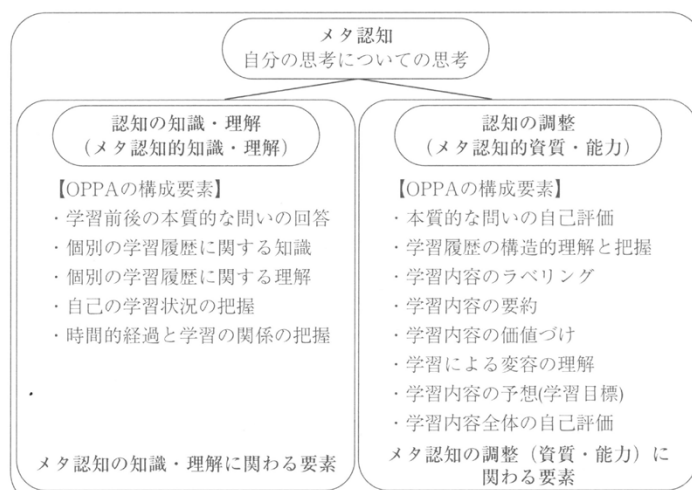 メタ認知
自分の思考についての思考
認知の知識・理解
(メタ認知的知識・理解)
【OPPAの構成要素】
・学習前後の本質的な問いの回答
・個別の学習履歴に関する知識
・個別の学習履歴に関する理解
・自己の学習状況の把握
・時間的経過と学習の関係の把握
メタ認知の知識・理解に関わる要素
認知の調整
(メタ認知的資質・能力)
【OPPAの構成要素】
・本質的な問いの自己評価
・学習履歴の構造的理解と把握
・学習内容のラベリング
・学習内容の要約
・学習内容の価値づけ
・学習による変容の理解
・学習内容の予想(学習目標)
・学習内容全体の自己評価
メタ認知の調整（資質・能力）に
関わる要素